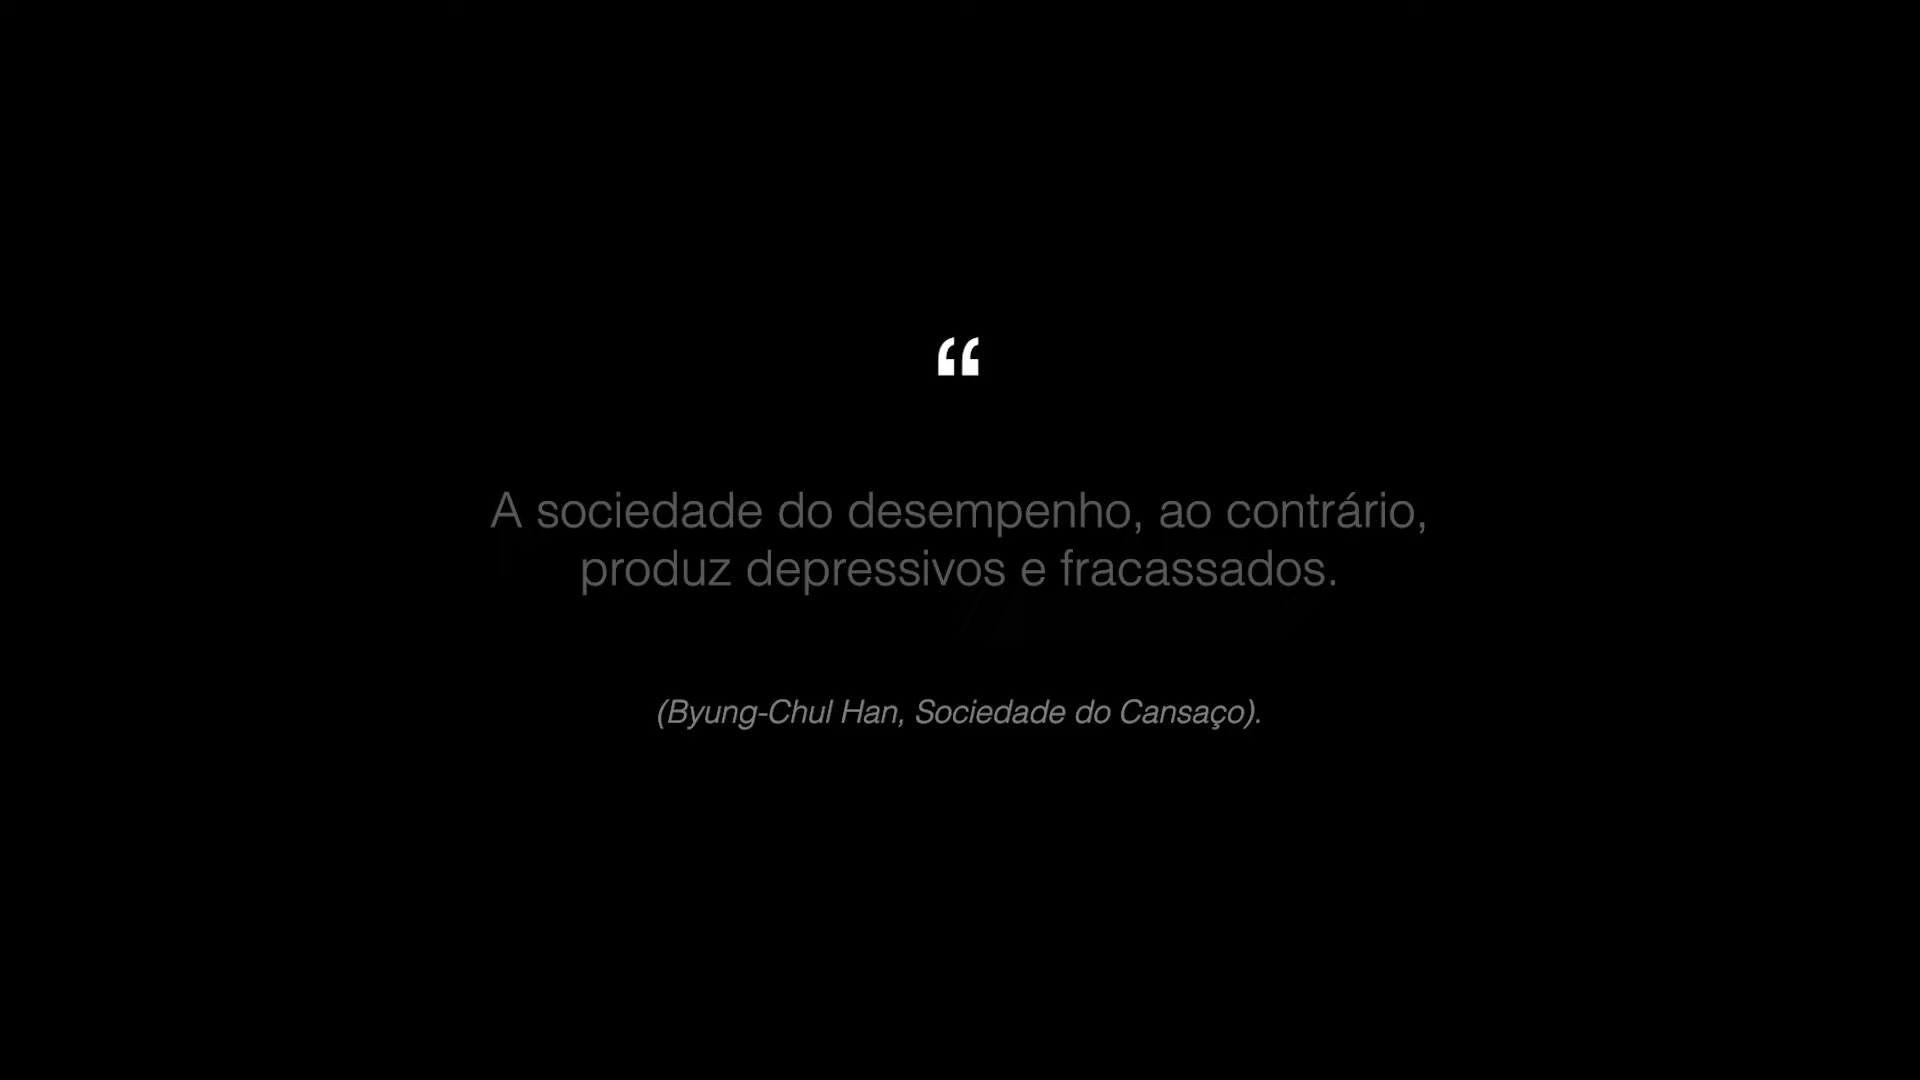 “
A sociedade do desempenho, ao contrário,
produz depressivos e fracassados.
(Byung-Chul Han, Sociedade do Cansaço).